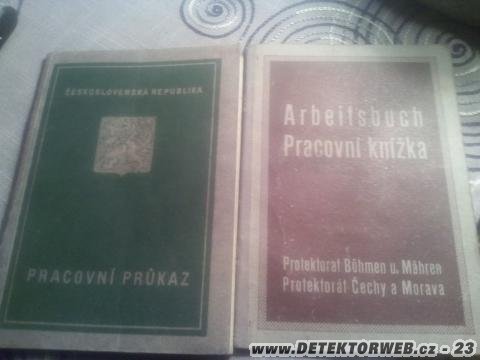 ČESKOSLOVENSKÁ REPUBLIKA
PRACOVNÍ PRŮKAZ
Arbeitsbuch
Pracovní knížka
Protektorat Böhmen u. Mähren
Protektorát Čechy a Morava
www.DETEKTORWEB.cz - 23